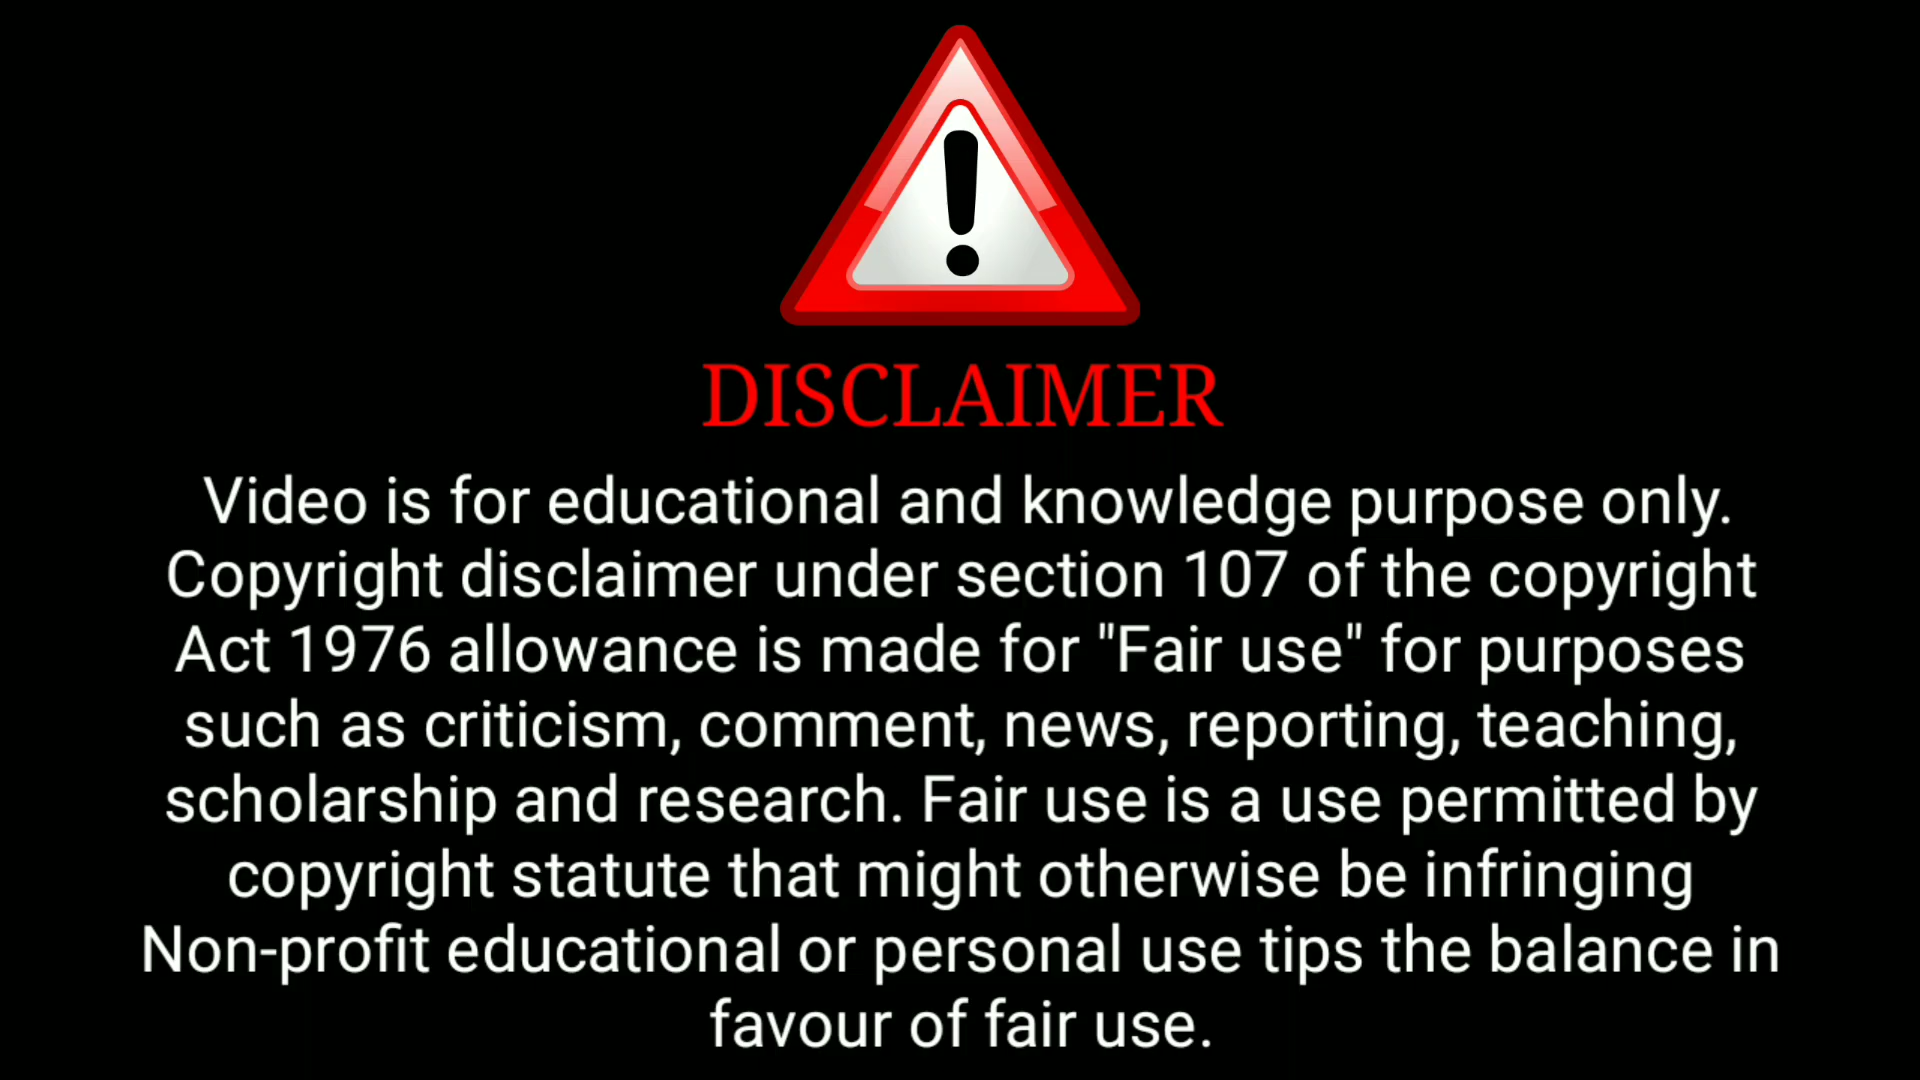 DISCLAIMER
Video is for educational and knowledge purpose only.
Copyright disclaimer under section 107 of the copyright
Act 1976 allowance is made for "Fair use" for purposes
such as criticism, comment, news, reporting, teaching,
scholarship and research. Fair use is a use permitted by
copyright statute that might otherwise be infringing
Non-profit educational or personal use tips the balance in
favour of fair use.